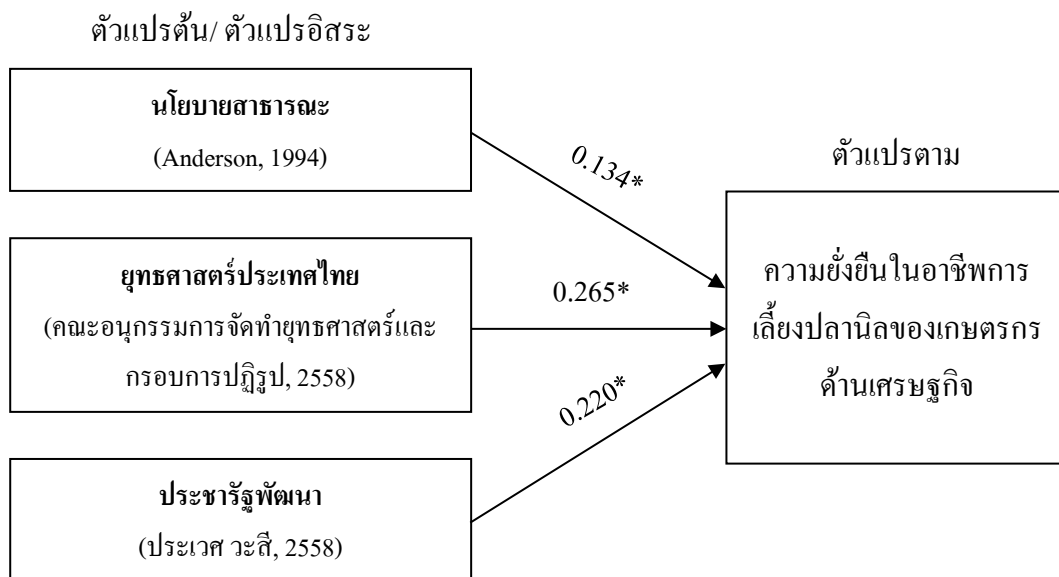 ตัวแปรต้น/ ตัวแปรอิสระ
นโยบายสาธารณะ
(Anderson, 1994)
0.134*
ตัวแปรตาม
ยุทธศาสตร์ประเทศไทย
(คณะอนุกรรมการจัดทำยุทธศาสตร์และ
กรอบการปฏิรูป, 2558)
0.265*
ความยั่งยืนในอาชีพการ
เลี้ยงปลานิลของเกษตรกร
ด้านเศรษฐกิจ
0.220*
ประชารัฐพัฒนา
(ประเวศ วะสี, 2558)